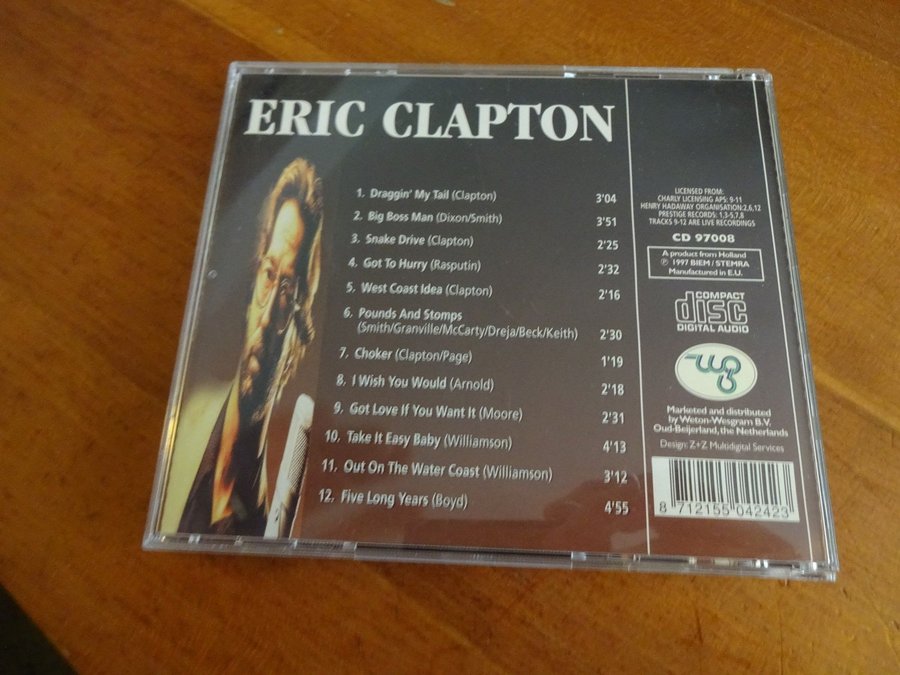 ERIC CLAPTON
1. Draggin' My Tail (Clapton) 3'04
2. Big Boss Man (Dixon/Smith) 3'51
3. Snake Drive (Clapton) 2'25
4. Got To Hurry (Rasputin) 2'32
5. West Coast Idea (Clapton) 2'16
6. Pounds And Stomps
(Smith/Granville/McCarty/Dreja/Beck/Keith) 2'30
7. Choker (Clapton/Page) 1'19
8. I Wish You Would (Arnold) 2'18
9. Got Love If You Want It (Moore) 2'31
10. Take It Easy Baby (Williamson) 4'13
11. Out On The Water Coast (Williamson) 3'12
12. Five Long Years (Boyd) 4'55
LICENSED FROM:
CHARLY LICENSING APS: 9-11
HENRY HADAWAY ORGANISATION:2,6,12
PRESTIGE RECORDS: 1,3-5,7,8
TRACKS 9-12 ARE LIVE RECORDINGS
CD 97008
A product from Holland
℗ 1997 BIEM / STEMRA
Manufactured in E.U.
COMPACT
disc
DIGITAL AUDIO
wg
Marketed and distributed
by Weton-Wesgram B.V.
Oud-Beijerland, the Netherlands
Design: Z+Z Mulodigital Services
8 712155 042423